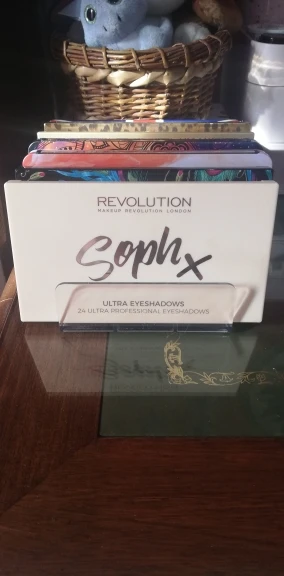 REVOLUTION
MAKEUP REVOLUTION LONDON
Soph x
ULTRA EYESHADOWS
24 ULTRA PROFESSIONAL EYESHADOWS